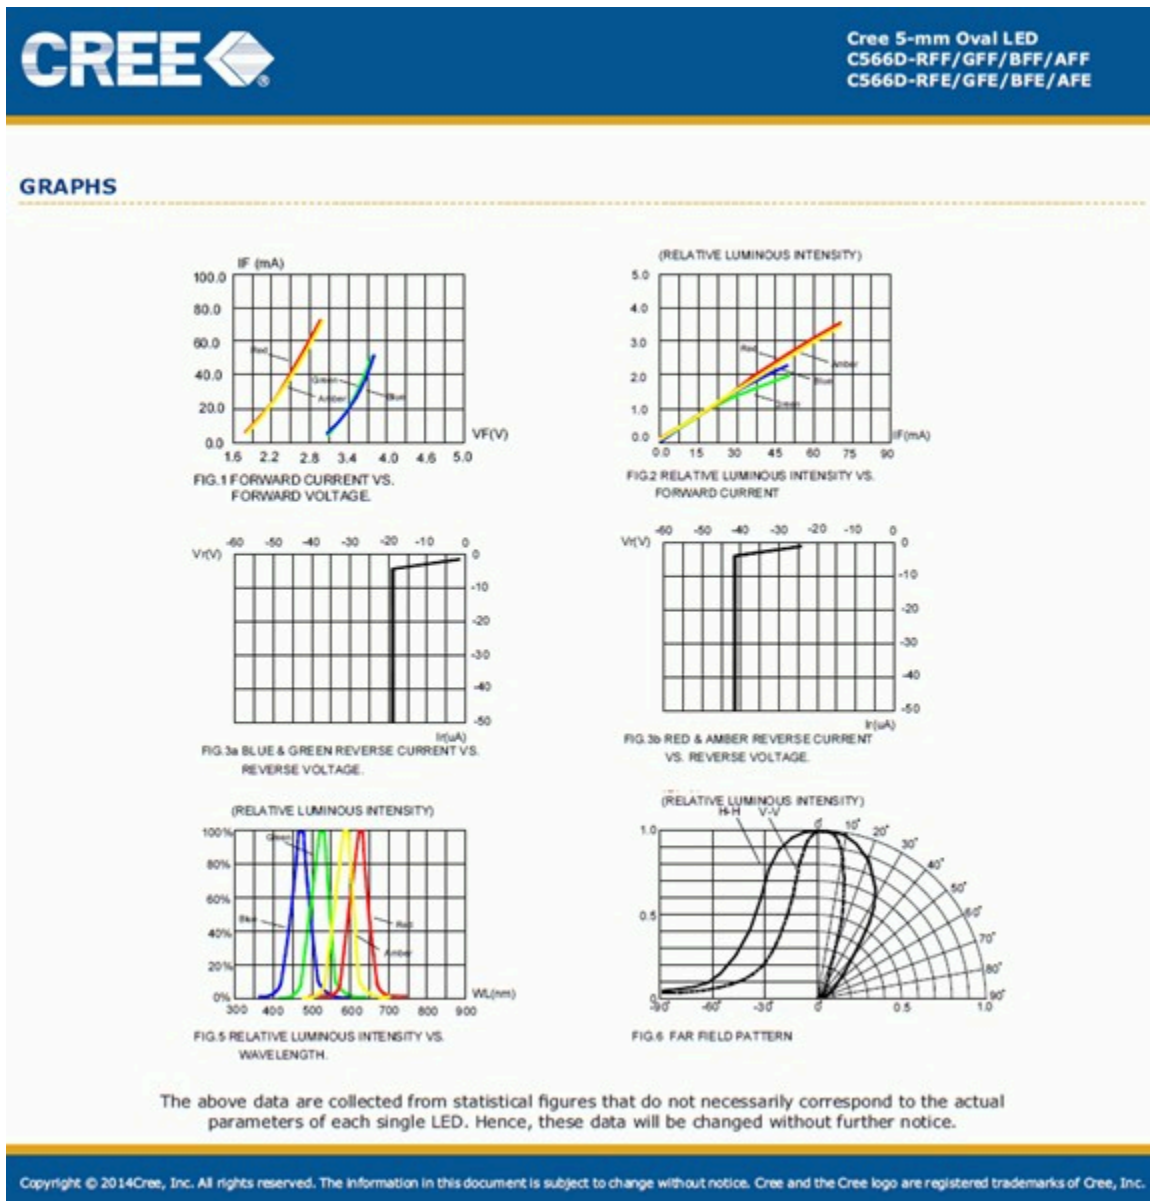 CREE
®
Cree 5-mm Oval LED
C566D-RFF/GFF/BFF/AFF
C566D-RFE/GFE/BFE/AFE
GRAPHS
IF (mA)
100.0
80.0
60.0
40.0
20.0
0.0
Red
Green
Amber
Blue
VF(V)
1.6 2.2 2.8 3.4 4.0 4.6 5.0
FIG.1 FORWARD CURRENT VS.
FORWARD VOLTAGE.
(RELATIVE LUMINOUS INTENSITY)
5.0
4.0
3.0
2.0
1.0
0.0
Red
Amber
Blue
Green
IF(mA)
0.0 15 30 45 60 75 90
FIG.2 RELATIVE LUMINOUS INTENSITY VS.
FORWARD CURRENT
Vr(V) -60 -50 -40 -30 -20 -10 0
0
-10
-20
-30
-40
-50
Ir(uA)
FIG.3a BLUE & GREEN REVERSE CURRENT VS.
REVERSE VOLTAGE.
Vr(V) -60 -50 -40 -30 -20 -10 0
0
-10
-20
-30
-40
-50
Ir(uA)
FIG.3b RED & AMBER REVERSE CURRENT
VS. REVERSE VOLTAGE.
(RELATIVE LUMINOUS INTENSITY)
100%
80%
60%
40%
20%
0%
Green
Blue
Red
Amber
WL(nm)
300 400 500 600 700 800 900
FIG.5 RELATIVE LUMINOUS INTENSITY VS.
WAVELENGTH.
(RELATIVE LUMINOUS INTENSITY)
H-H V-V
1.0
0.5
0
0° 10° 20° 30° 40° 50° 60° 70° 80° 90°
-90° -60° -30° 0 0.5 1.0
FIG.6 FAR FIELD PATTERN
The above data are collected from statistical figures that do not necessarily correspond to the actual
parameters of each single LED. Hence, these data will be changed without further notice.
Copyright © 2014Cree, Inc. All rights reserved. The information in this document is subject to change without notice. Cree and the Cree logo are registered trademarks of Cree, Inc.